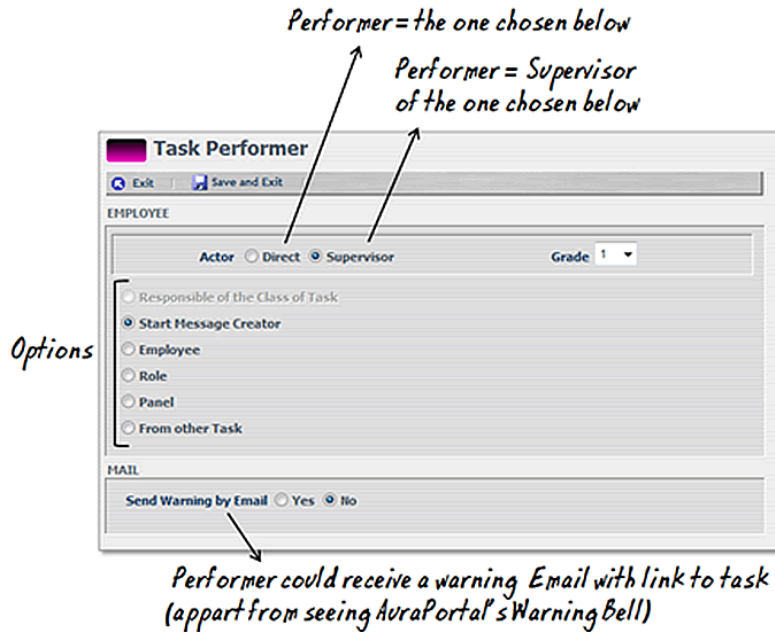 Performer = the one chosen below
Performer = Supervisor
of the one chosen below
Task Performer
Exit Save and Exit
EMPLOYEE
Actor Direct Supervisor Grade 1
Responsible of the Class of Task
Start Message Creator
Options
Employee
Role
Panel
From other Task
MAIL
Send Warning by Email Yes No
Performer could receive a warning Email with link to task
(appart from seeing AuraPortal's Warning Bell)